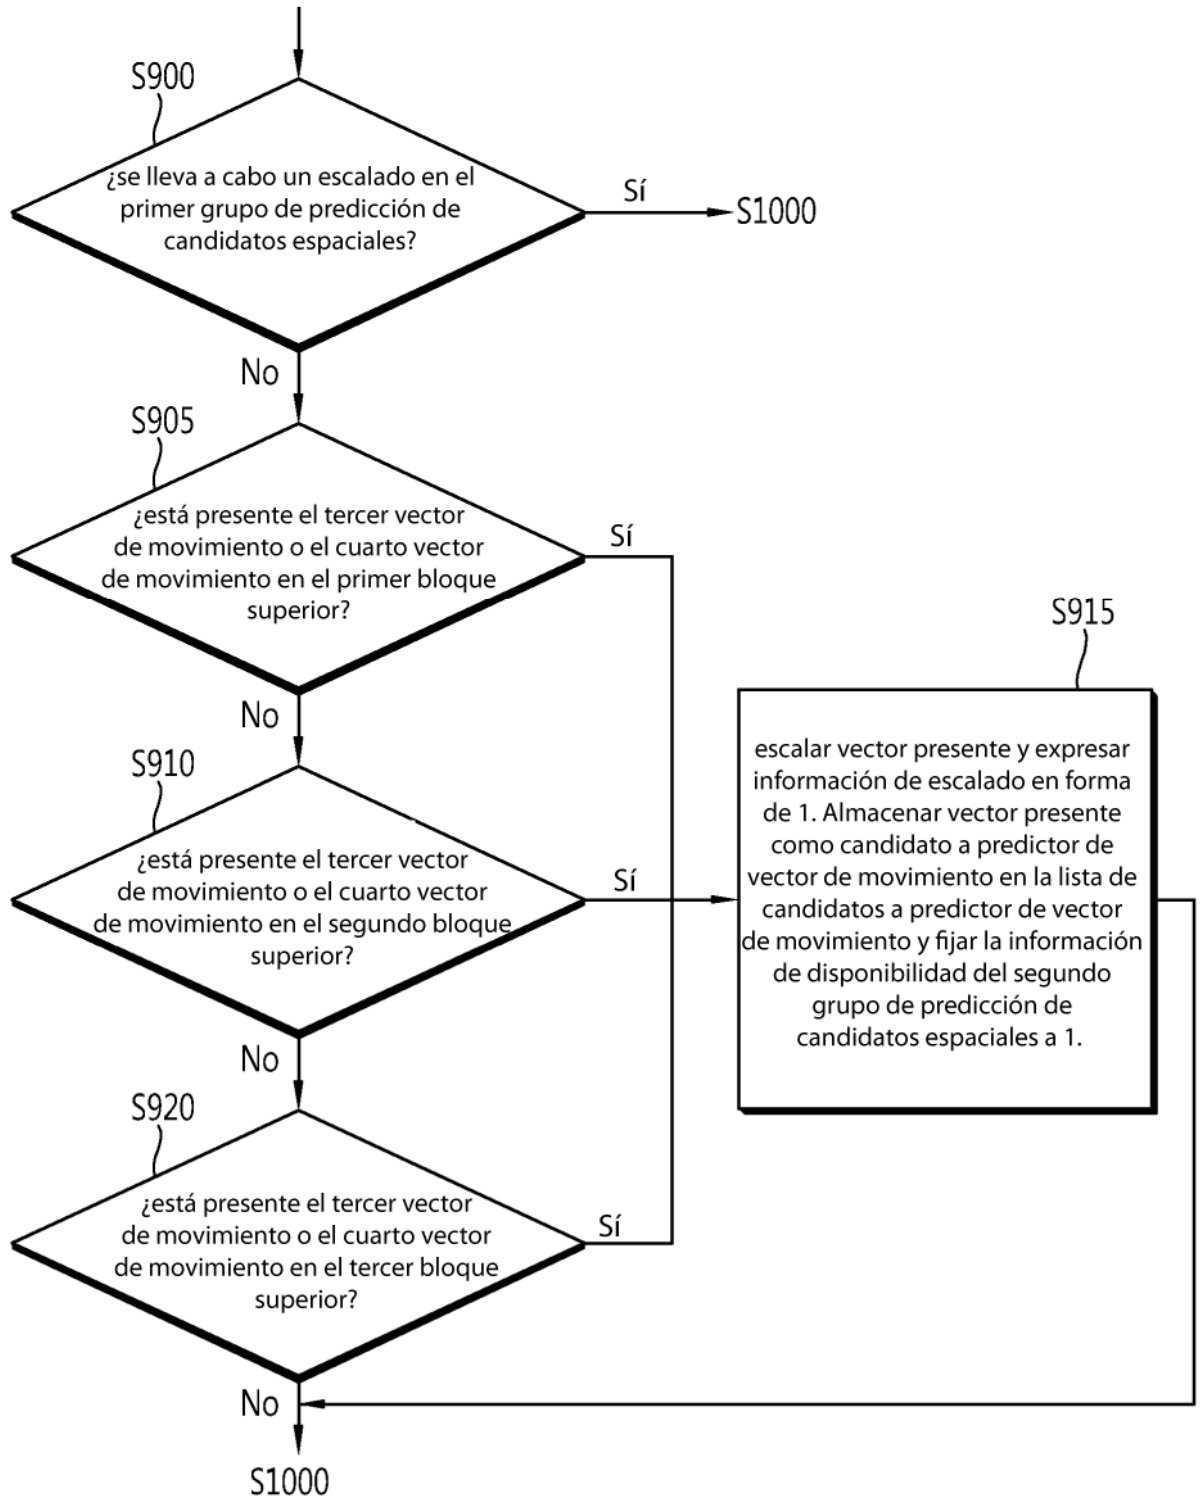 S900
¿se lleva a cabo un escalado en el
primer grupo de predicción de
candidatos espaciales?
Sí
S1000
No
S905
¿está presente el tercer vector
de movimiento o el cuarto vector
de movimiento en el primer bloque
superior?
Sí
No
S910
¿está presente el tercer vector
de movimiento o el cuarto vector
de movimiento en el segundo bloque
superior?
Sí
S915
escalar vector presente y expresar
información de escalado en forma
de 1. Almacenar vector presente
como candidato a predictor de
vector de movimiento en la lista de
candidatos a predictor de vector
de movimiento y fijar la información
de disponibilidad del segundo
grupo de predicción de
candidatos espaciales a 1.
No
S920
¿está presente el tercer vector
de movimiento o el cuarto vector
de movimiento en el tercer bloque
superior?
Sí
No
S1000